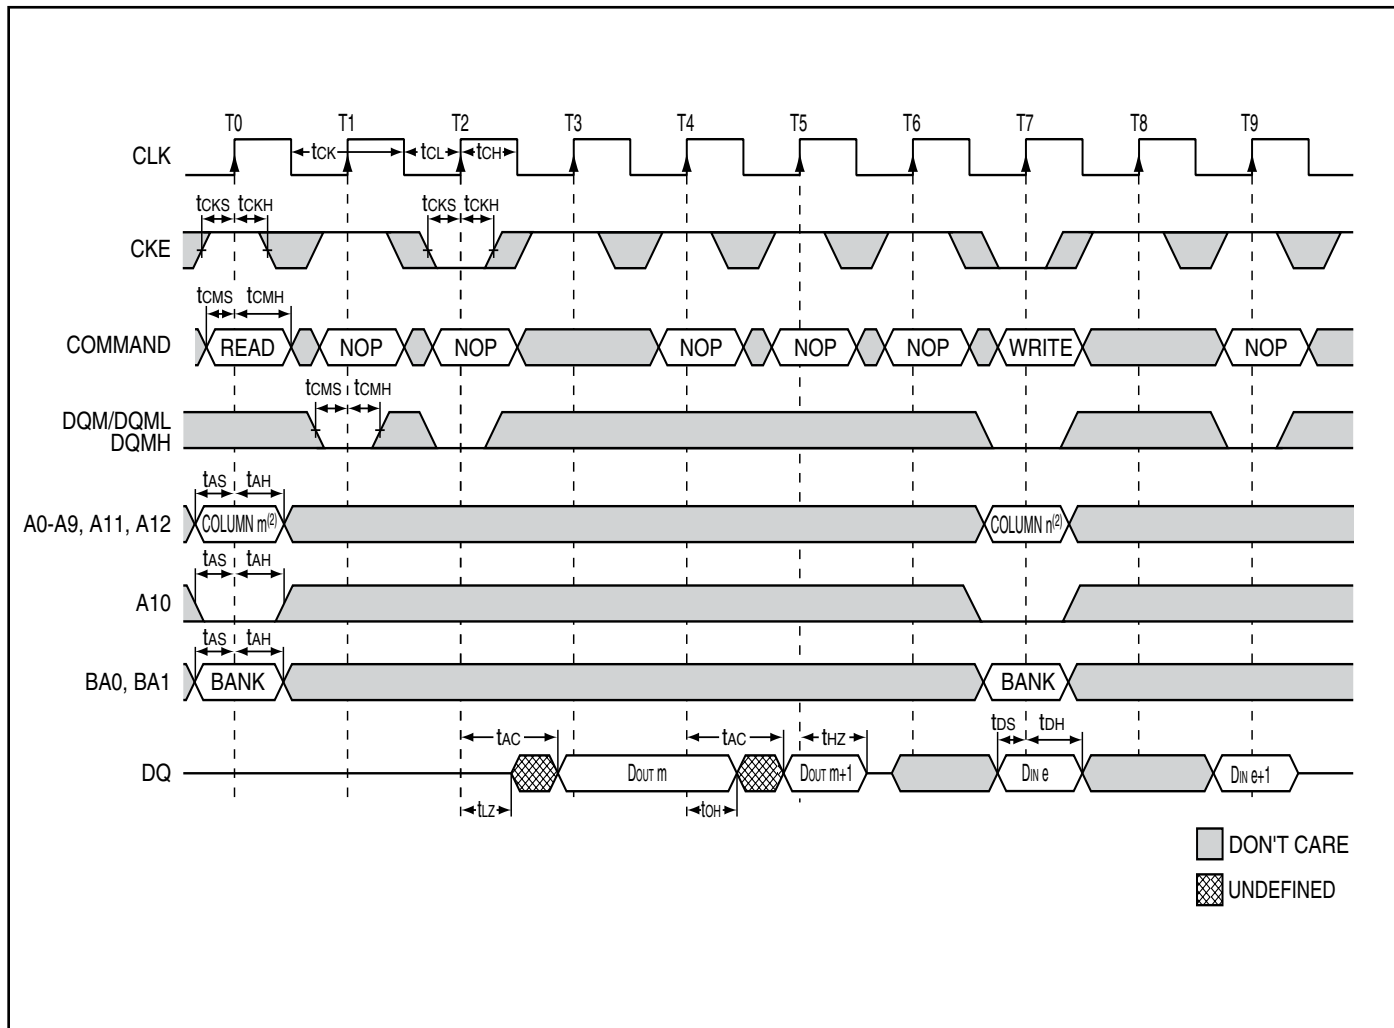 T0 T1 T2 T3 T4 T5 T6 T7 T8 T9
CLK tCK tCL tCH
tCKS tCKH tCKS tCKH
CKE
tCMS tCMH
COMMAND READ NOP NOP NOP NOP NOP WRITE NOP
tCMS tCMH
DQM/DQML
DQMH
tAS tAH
A0-A9, A11, A12 COLUMN m(2) COLUMN n(2)
tAS tAH
A10
tAS tAH
BA0, BA1 BANK BANK
tAC tAC tHZ tDS tDH
DQ DOUT m DOUT m+1 DIN e DIN e+1
tLZ tOH
DON'T CARE
UNDEFINED